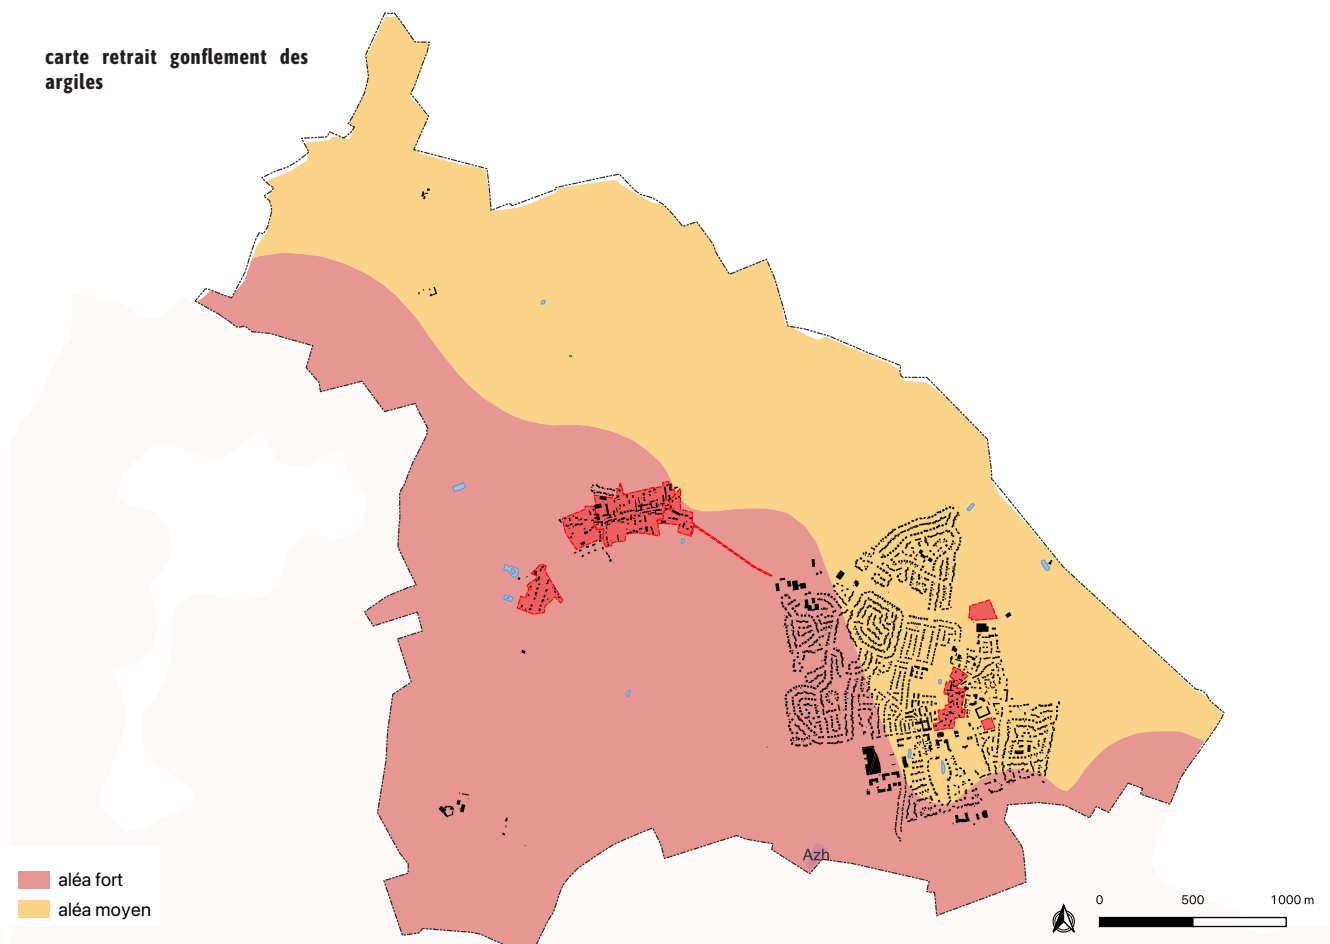 carte retrait gonflement des
argiles
Azh
aléa fort
aléa moyen
0 500 1000 m